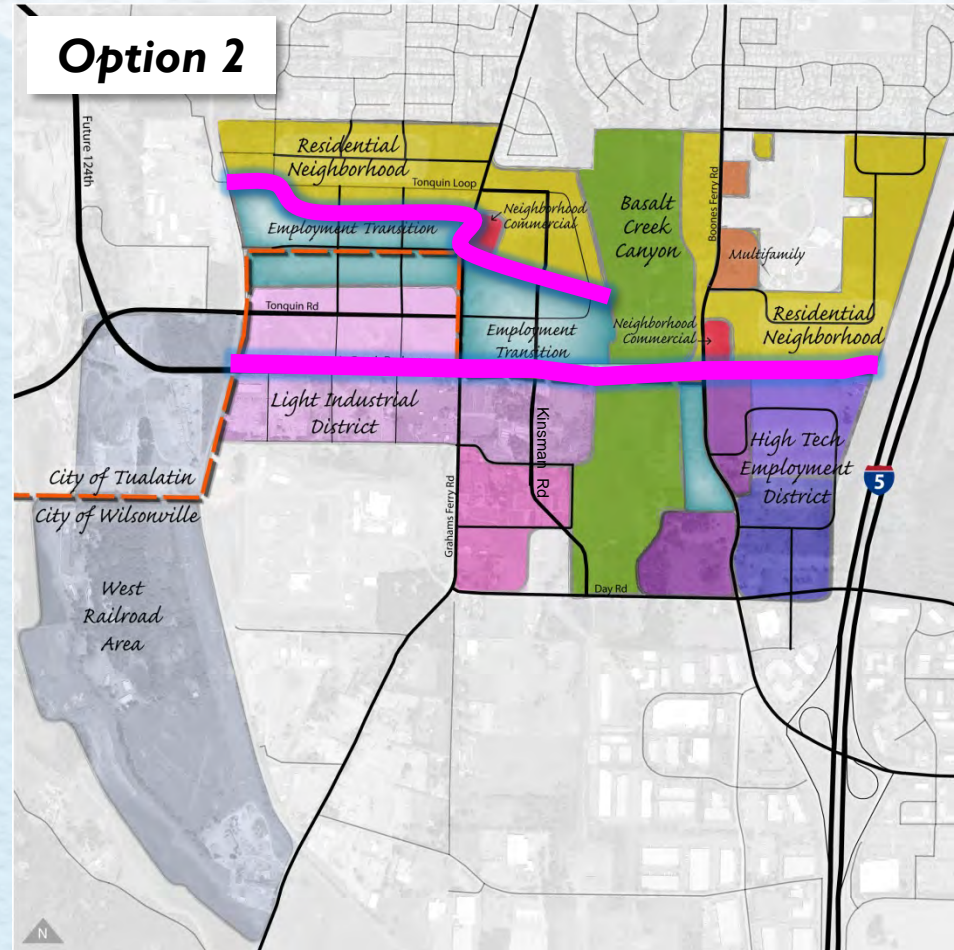 Option 2
Future 124th
Residential
Neighborhood
Tonquin Loop
Neighborhood
Commercial
Employment Transition
Basalt
Creek
Canyon
Boones Ferry Rd
Multifamily
Tonquin Rd
Employment
Transition
Neighborhood
Commercial
Residential
Neighborhood
Light Industrial
District
Kinsman Rd
High Tech
Employment
District
5
City of Tualatin
City of Wilsonville
Grahams Ferry Rd
West
Railroad
Area
Day Rd
N